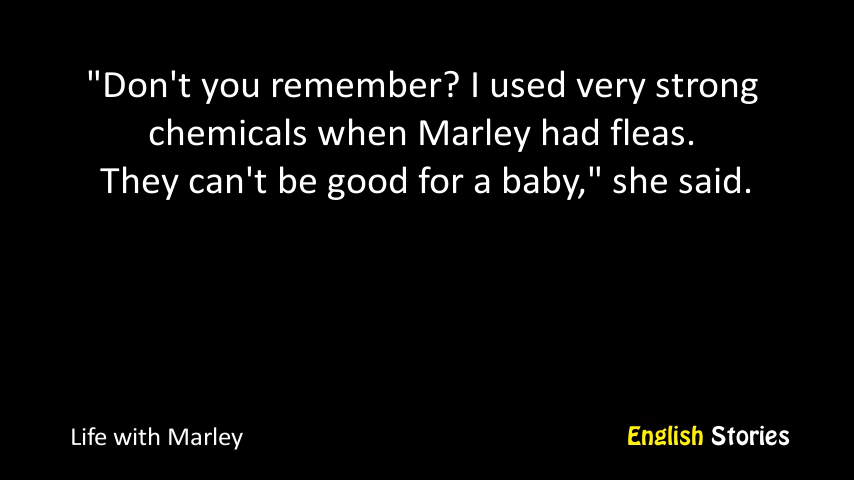 "Don't you remember? I used very strong
chemicals when Marley had fleas.
They can't be good for a baby," she said.
Life with Marley
English Stories